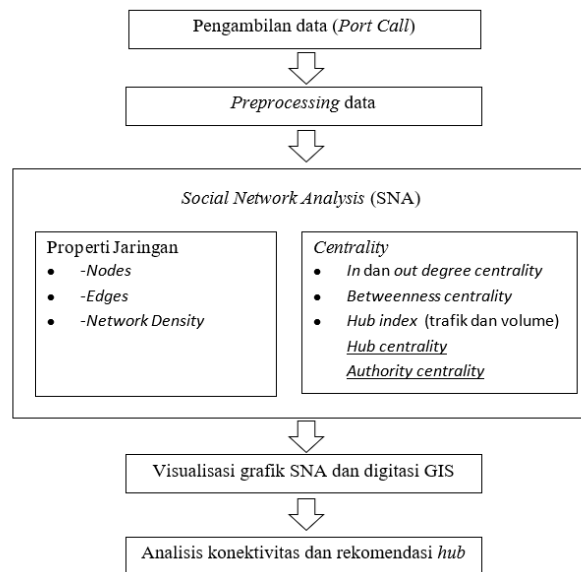 Pengambilan data (Port Call)
Preprocessing data
Social Network Analysis (SNA)
Properti Jaringan
● -Nodes
● -Edges
● -Network Density
Centrality
● In dan out degree centrality
● Betweenness centrality
● Hub index (trafik dan volume)
Hub centrality
Authority centrality
Visualisasi grafik SNA dan digitasi GIS
Analisis konektivitas dan rekomendasi hub